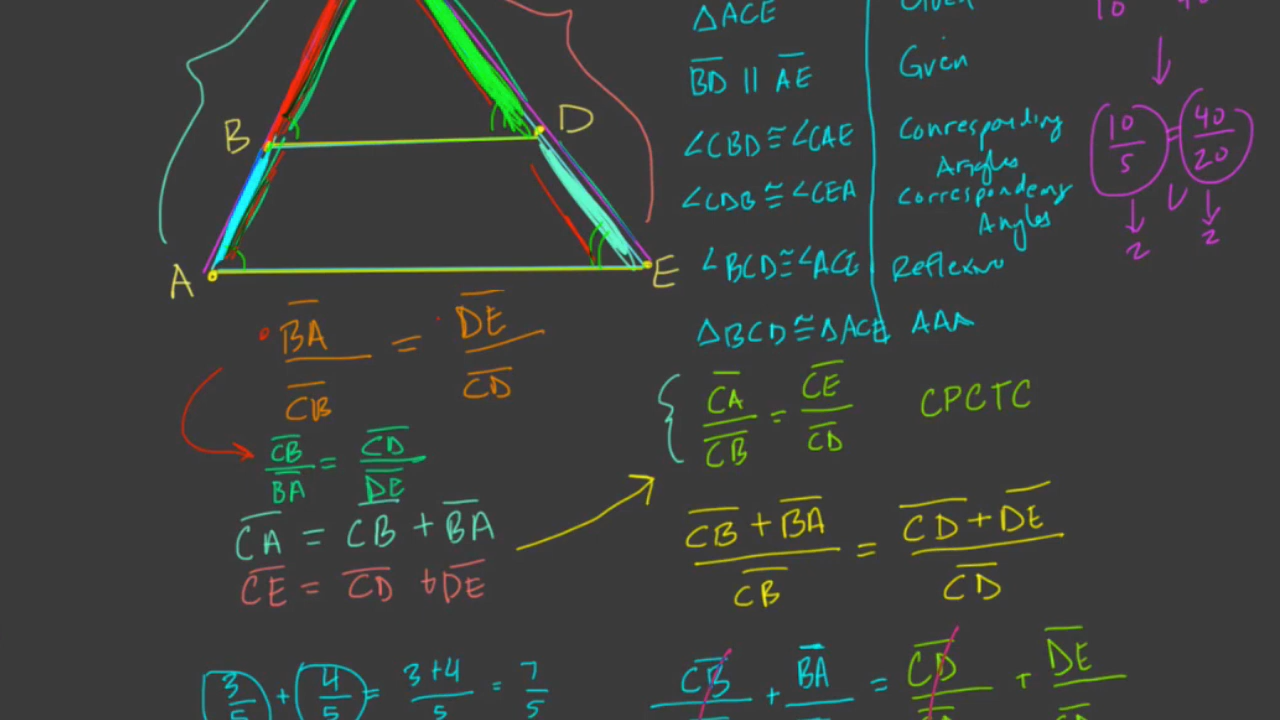 △ACE
Given
BD || AE
Given
10/5 = 40/20
2 2
∠CBD ≅ ∠CAE
Corresponding Angles
∠CDB ≅ ∠CEA
Correspondeng Angles
∠BCD ≅ ∠ACE
△BCD ≅ △ACE AAA
B
D
A
E
BA/CB = DE/CD
CA/CB = CE/CD CPCTC
CB/BA = CD/DE
CA = CB + BA
CE = CD + DE
CB + BA/CB = CD + DE/CD
3/5 + 4/5 = 3+4/5 = 7/5
CB + BA = CD + DE